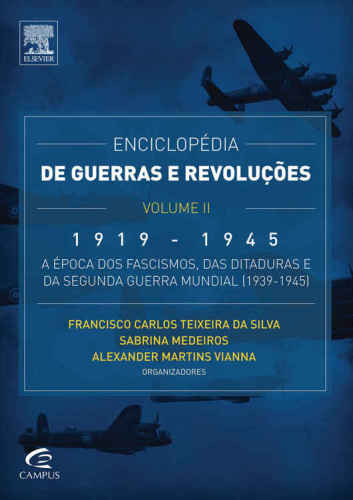 ELSEVIER
ENCICLOPÉDIA
DE GUERRAS E REVOLUÇÕES
VOLUME II
1919 - 1945
A ÉPOCA DOS FASCISMOS, DAS DITADURAS E
DA SEGUNDA GUERRA MUNDIAL (1939-1945)
FRANCISCO CARLOS TEIXEIRA DA SILVA
SABRINA MEDEIROS
ALEXANDER MARTINS VIANNA
ORGANIZADORES
CAMPUS